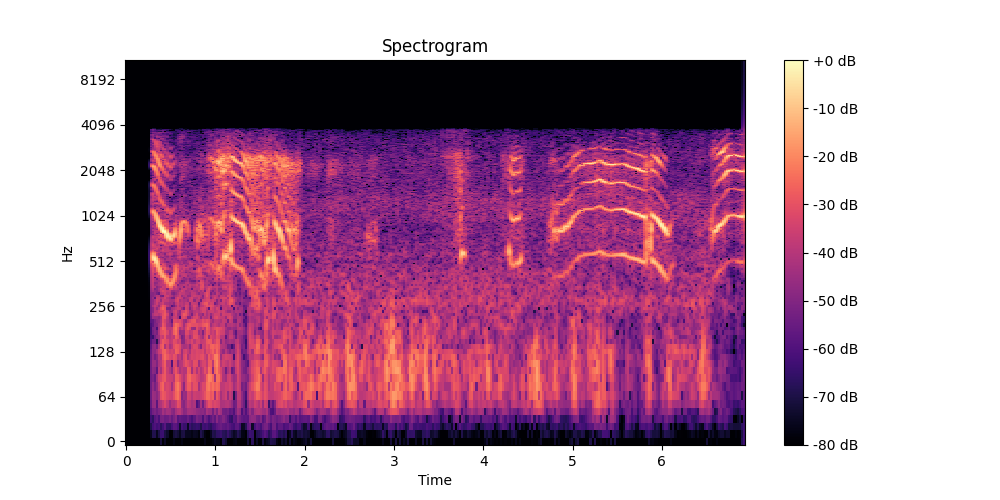 Spectrogram
8192
4096
2048
1024
512
256
128
64
0
Hz
0 1 2 3 4 5 6
Time
+0 dB
-10 dB
-20 dB
-30 dB
-40 dB
-50 dB
-60 dB
-70 dB
-80 dB